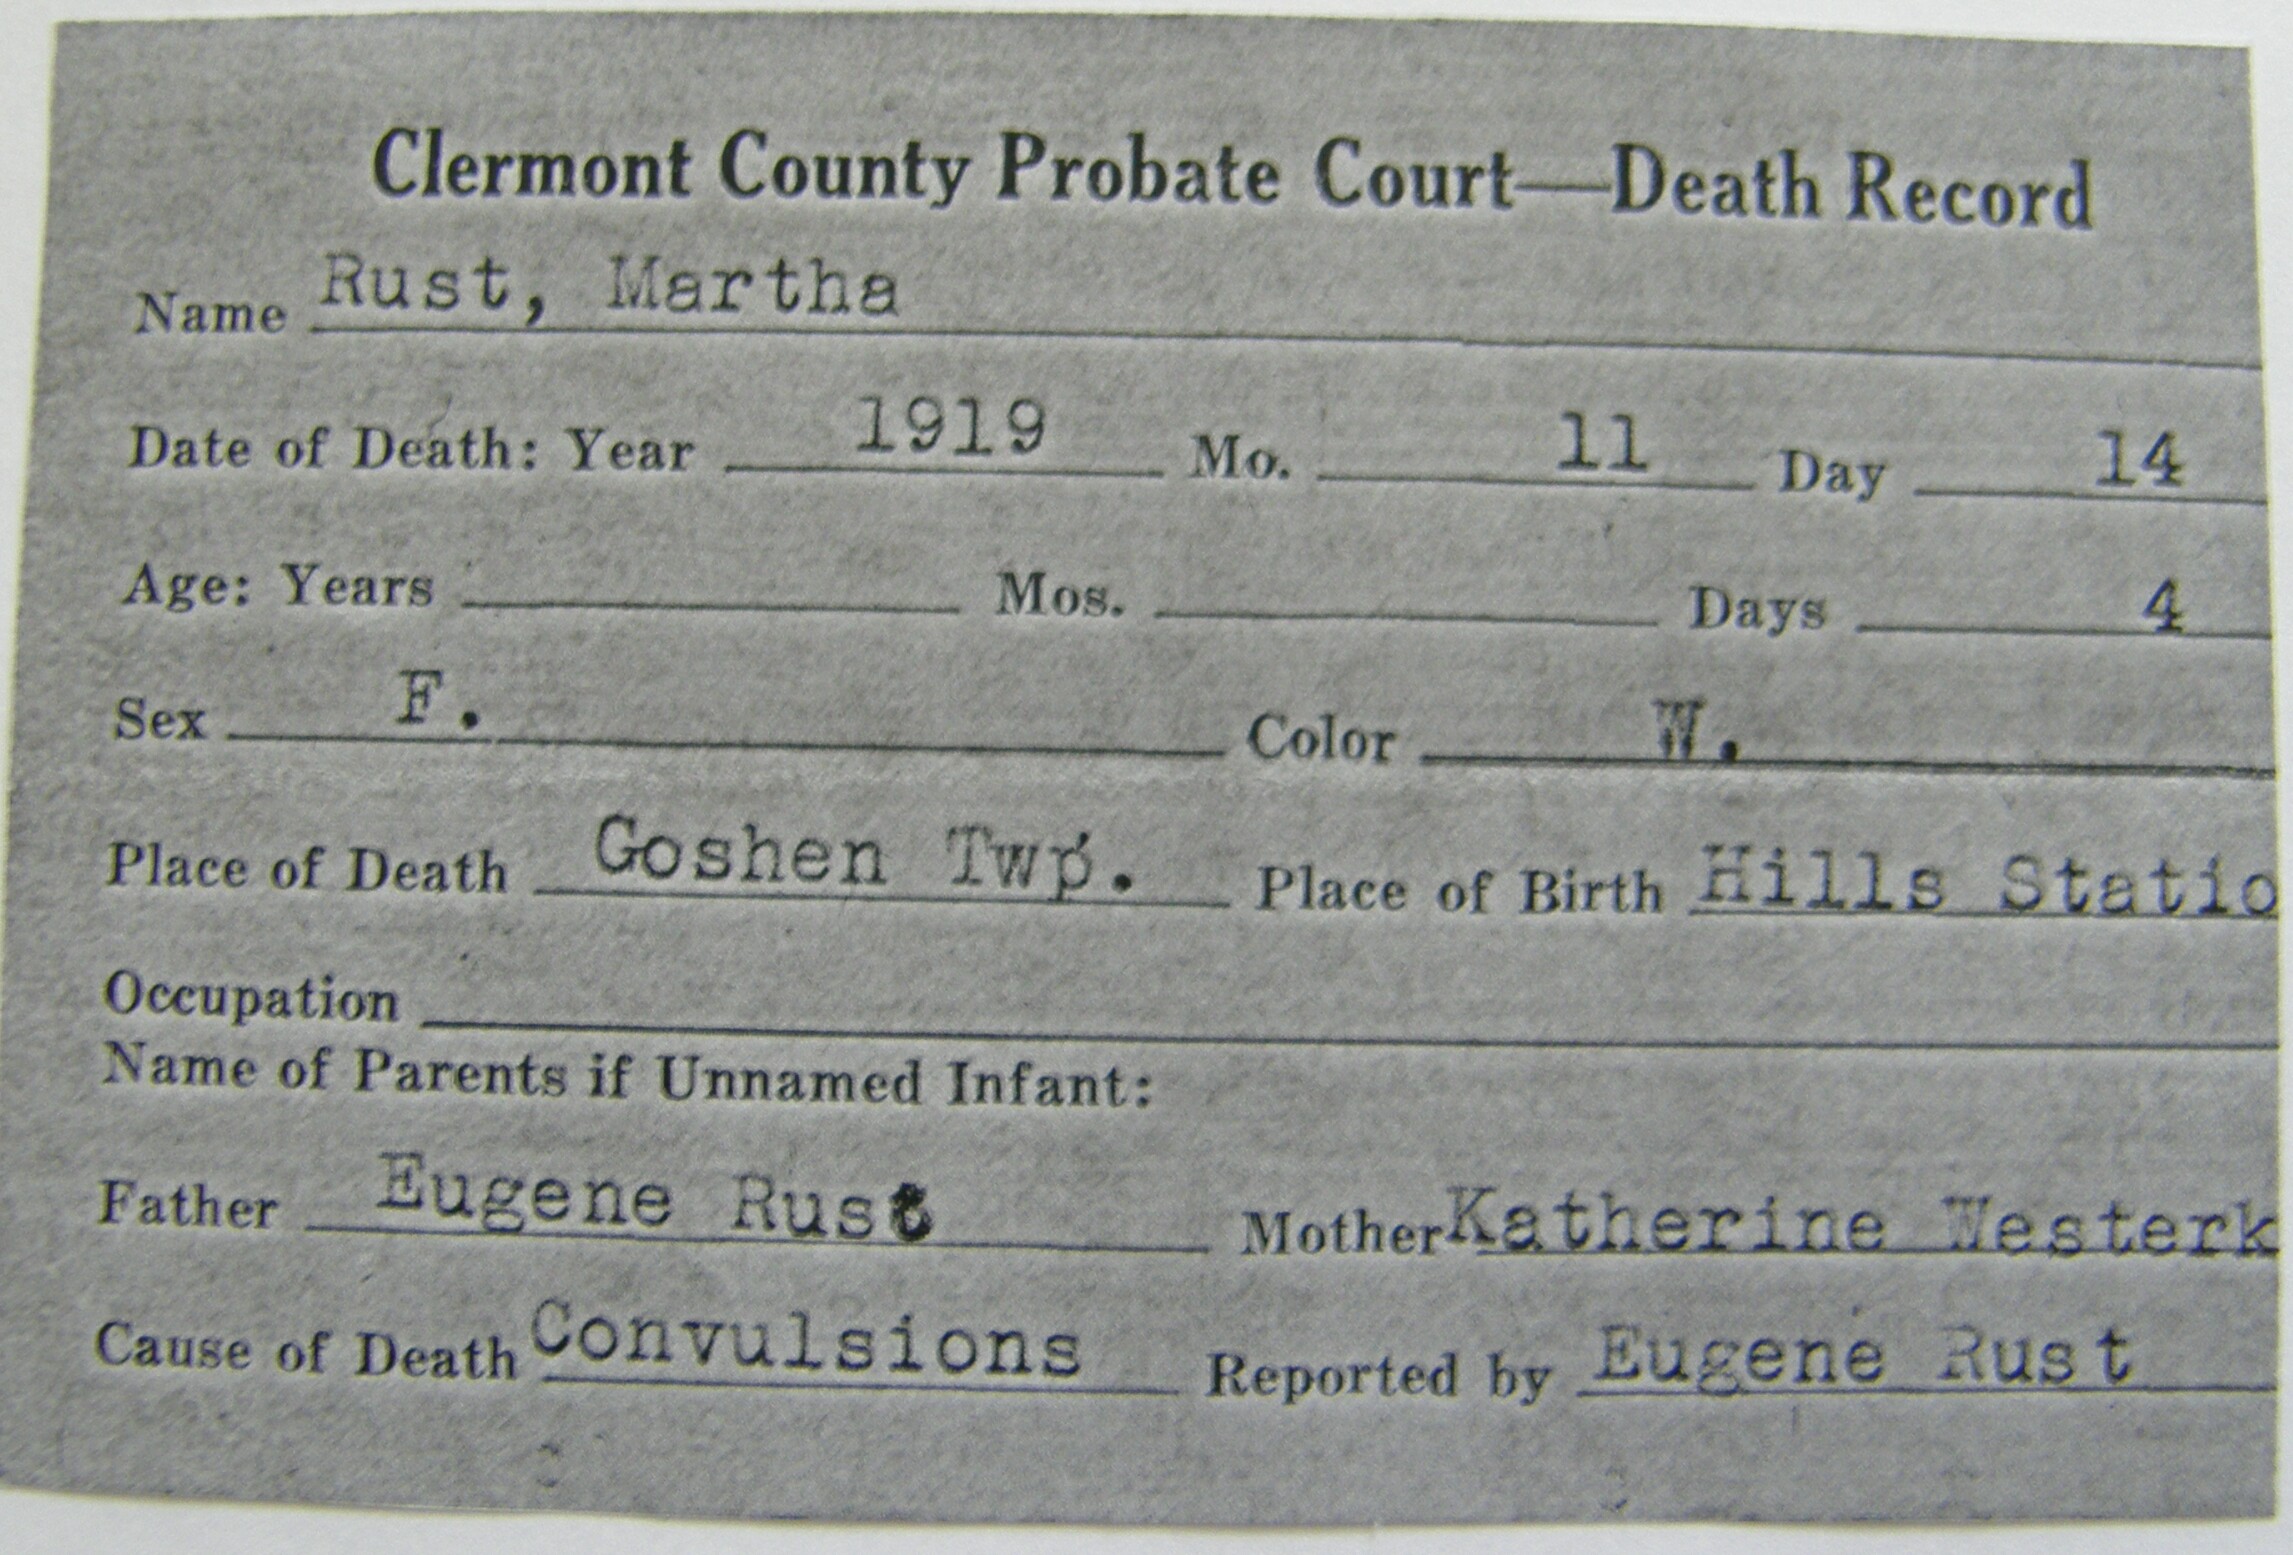 Clermont County Probate Court—Death Record
Name Rust, Martha
Date of Death: Year 1919 Mo. 11 Day 14
Age: Years Mos. Days 4
Sex F. Color W.
Place of Death Goshen Twp. Place of Birth Hills Statio
Occupation
Name of Parents if Unnamed Infant:
Father Eugene Rust Mother Katherine Westerk
Cause of Death Convulsions Reported by Eugene Rust